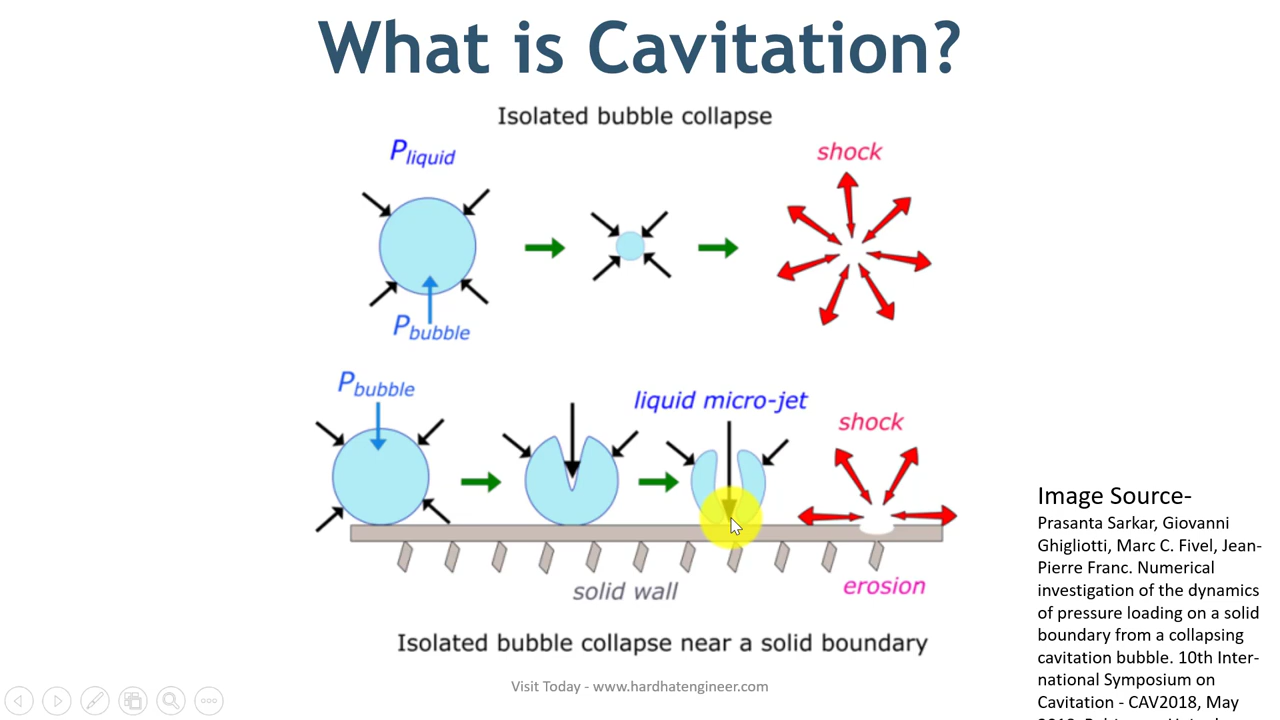 What is Cavitation?
Isolated bubble collapse
Pliquid
shock
Pbubble
Pbubble
liquid micro-jet
shock
solid wall
erosion
Isolated bubble collapse near a solid boundary
Image Source-
Prasanta Sarkar, Giovanni
Ghigliotti, Marc C. Fivel, Jean-
Pierre Franc. Numerical
investigation of the dynamics
of pressure loading on a solid
boundary from a collapsing
cavitation bubble. 10th Inter-
national Symposium on
Cavitation - CAV2018, May
Visit Today - www.hardhatengineer.com